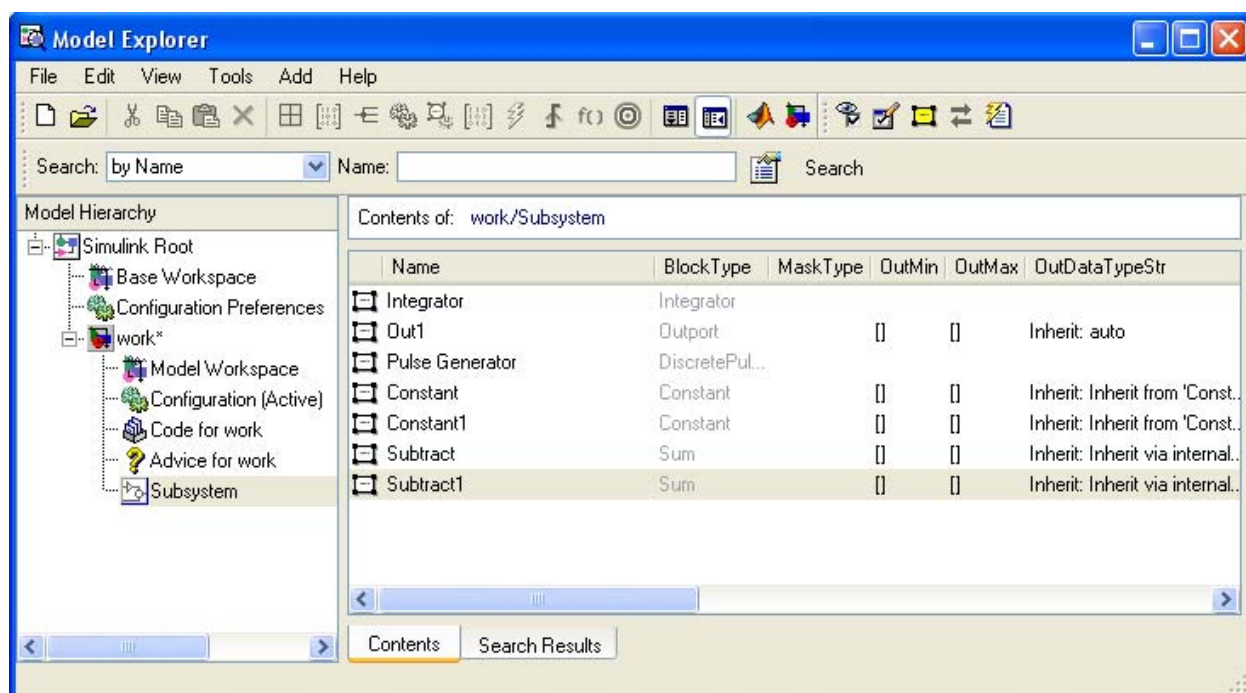 Model Explorer
File Edit View Tools Add Help
f()
Search: by Name Name: Search
Model Hierarchy
Simulink Root
Base Workspace
Configuration Preferences
work*
Model Workspace
Configuration (Active)
Code for work
Advice for work
Subsystem
Contents of: work/Subsystem
Name BlockType MaskType OutMin OutMax OutDataTypeStr
Integrator Integrator
Out1 Outport [] [] Inherit: auto
Pulse Generator DiscretePul...
Constant Constant [] [] Inherit: Inherit from 'Const..
Constant1 Constant [] [] Inherit: Inherit from 'Const..
Subtract Sum [] [] Inherit: Inherit via internal..
Subtract1 Sum [] [] Inherit: Inherit via internal..
Contents Search Results